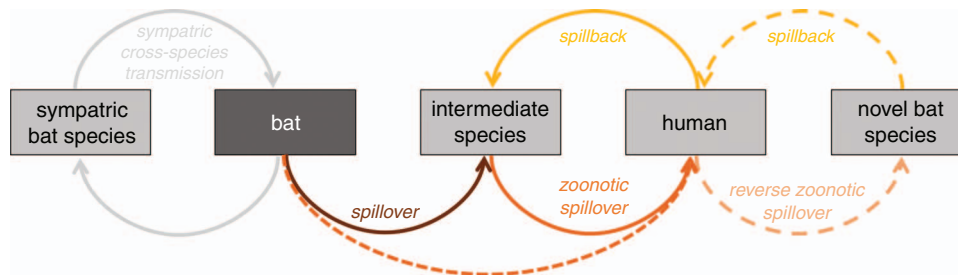 sympatric
cross-species
transmission
spillback
spillback
sympatric
bat species
bat
intermediate
species
human
novel bat
species
spillover
zoonotic
spillover
reverse zoonotic
spillover